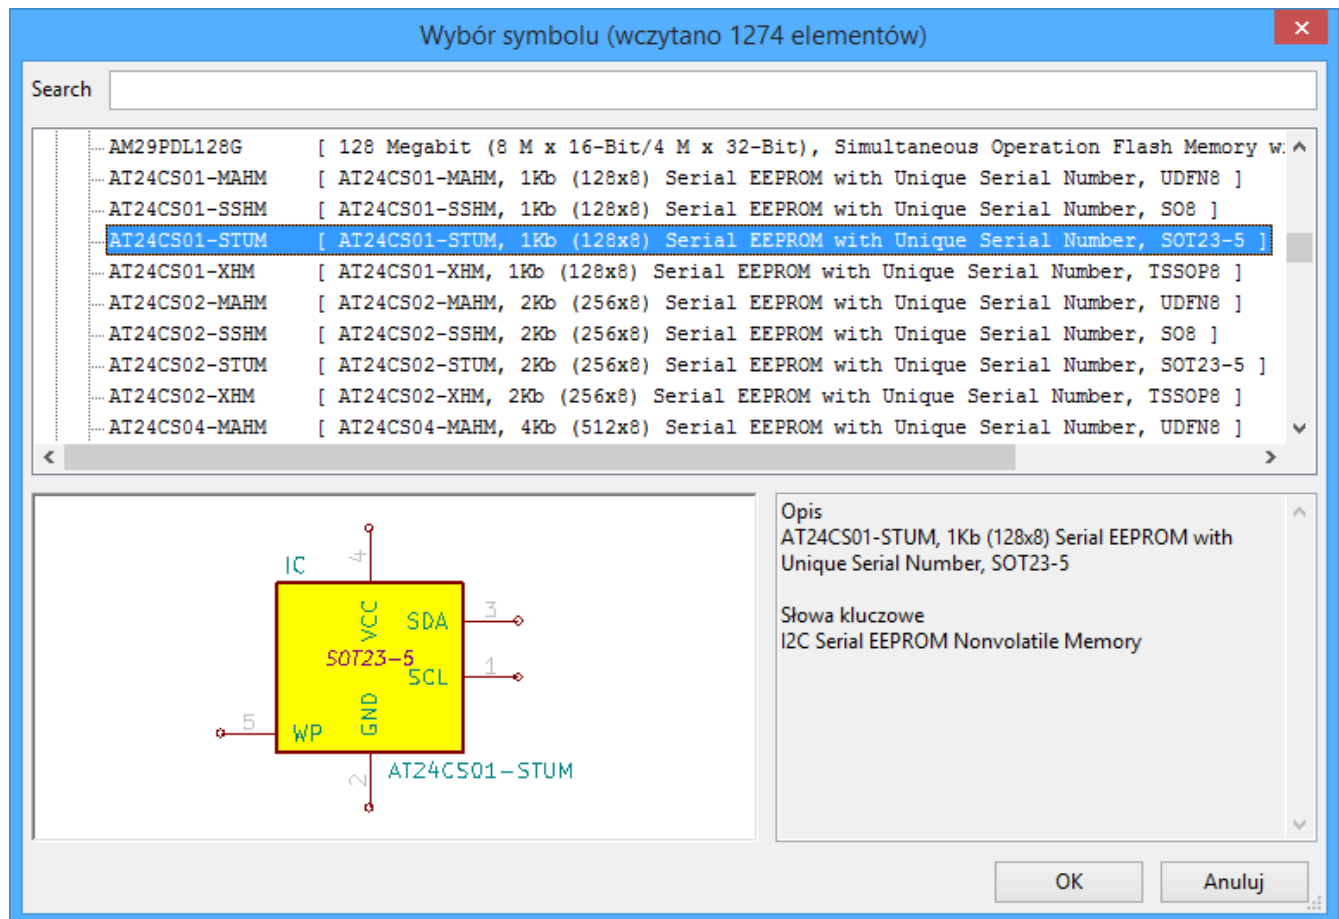 Wybór symbolu (wczytano 1274 elementów)
Search
AM29PDL128G [ 128 Megabit (8 M x 16-Bit/4 M x 32-Bit), Simultaneous Operation Flash Memory
AT24CS01-MAHM [ AT24CS01-MAHM, 1Kb (128x8) Serial EEPROM with Unique Serial Number, UDFN8 ]
AT24CS01-SSHM [ AT24CS01-SSHM, 1Kb (128x8) Serial EEPROM with Unique Serial Number, SO8 ]
AT24CS01-STUM [ AT24CS01-STUM, 1Kb (128x8) Serial EEPROM with Unique Serial Number, SOT23-5 ]
AT24CS01-XHM [ AT24CS01-XHM, 1Kb (128x8) Serial EEPROM with Unique Serial Number, TSSOP8 ]
AT24CS02-MAHM [ AT24CS02-MAHM, 2Kb (256x8) Serial EEPROM with Unique Serial Number, UDFN8 ]
AT24CS02-SSHM [ AT24CS02-SSHM, 2Kb (256x8) Serial EEPROM with Unique Serial Number, SO8 ]
AT24CS02-STUM [ AT24CS02-STUM, 2Kb (256x8) Serial EEPROM with Unique Serial Number, SOT23-5 ]
AT24CS02-XHM [ AT24CS02-XHM, 2Kb (256x8) Serial EEPROM with Unique Serial Number, TSSOP8 ]
AT24CS04-MAHM [ AT24CS04-MAHM, 4Kb (512x8) Serial EEPROM with Unique Serial Number, UDFN8 ]
IC
4
VCC
SDA
3
SOT23-5
SCL
1
5
WP
GND
2
AT24CS01-STUM
Opis
AT24CS01-STUM, 1Kb (128x8) Serial EEPROM with
Unique Serial Number, SOT23-5
Słowa kluczowe
I2C Serial EEPROM Nonvolatile Memory
OK
Anuluj